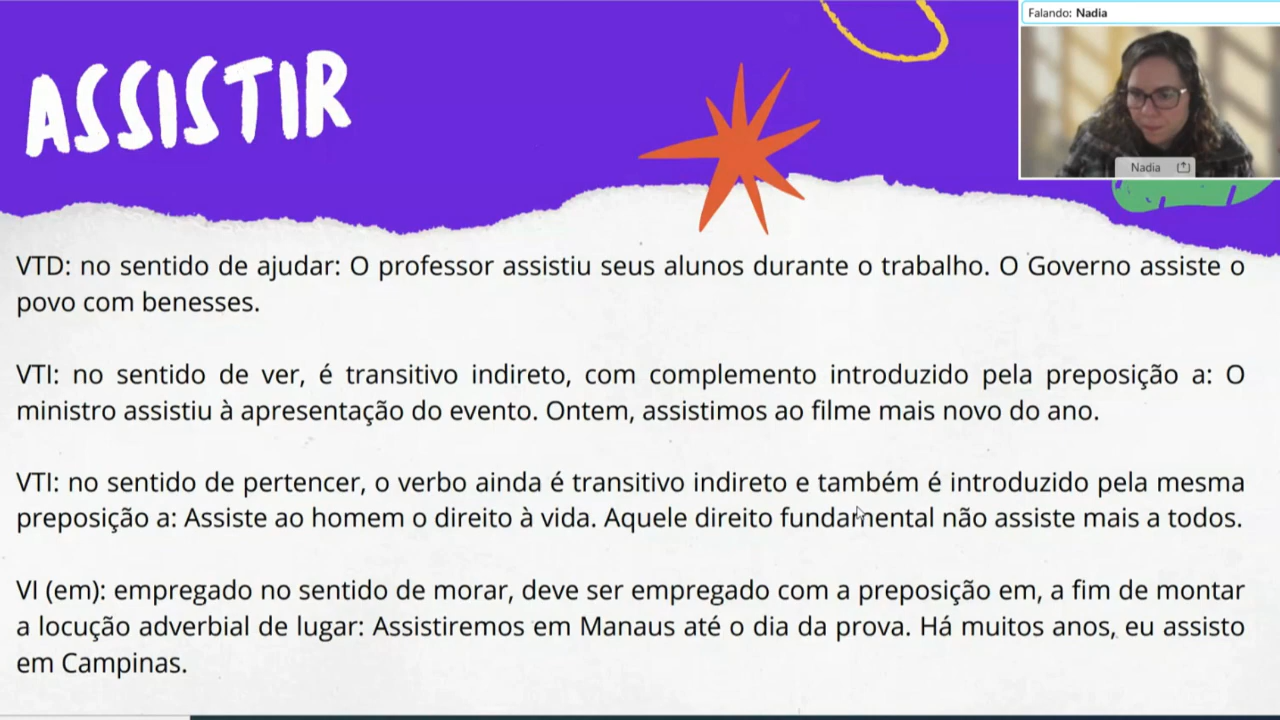 Falando: Nadia
ASSISTIR
Nadia
VTD: no sentido de ajudar: O professor assistiu seus alunos durante o trabalho. O Governo assiste o
povo com benesses.
VTI: no sentido de ver, é transitivo indireto, com complemento introduzido pela preposição a: O
ministro assistiu à apresentação do evento. Ontem, assistimos ao filme mais novo do ano.
VTI: no sentido de pertencer, o verbo ainda é transitivo indireto e também é introduzido pela mesma
preposição a: Assiste ao homem o direito à vida. Aquele direito fundamental não assiste mais a todos.
VI (em): empregado no sentido de morar, deve ser empregado com a preposição em, a fim de montar
a locução adverbial de lugar: Assistiremos em Manaus até o dia da prova. Há muitos anos, eu assisto
em Campinas.